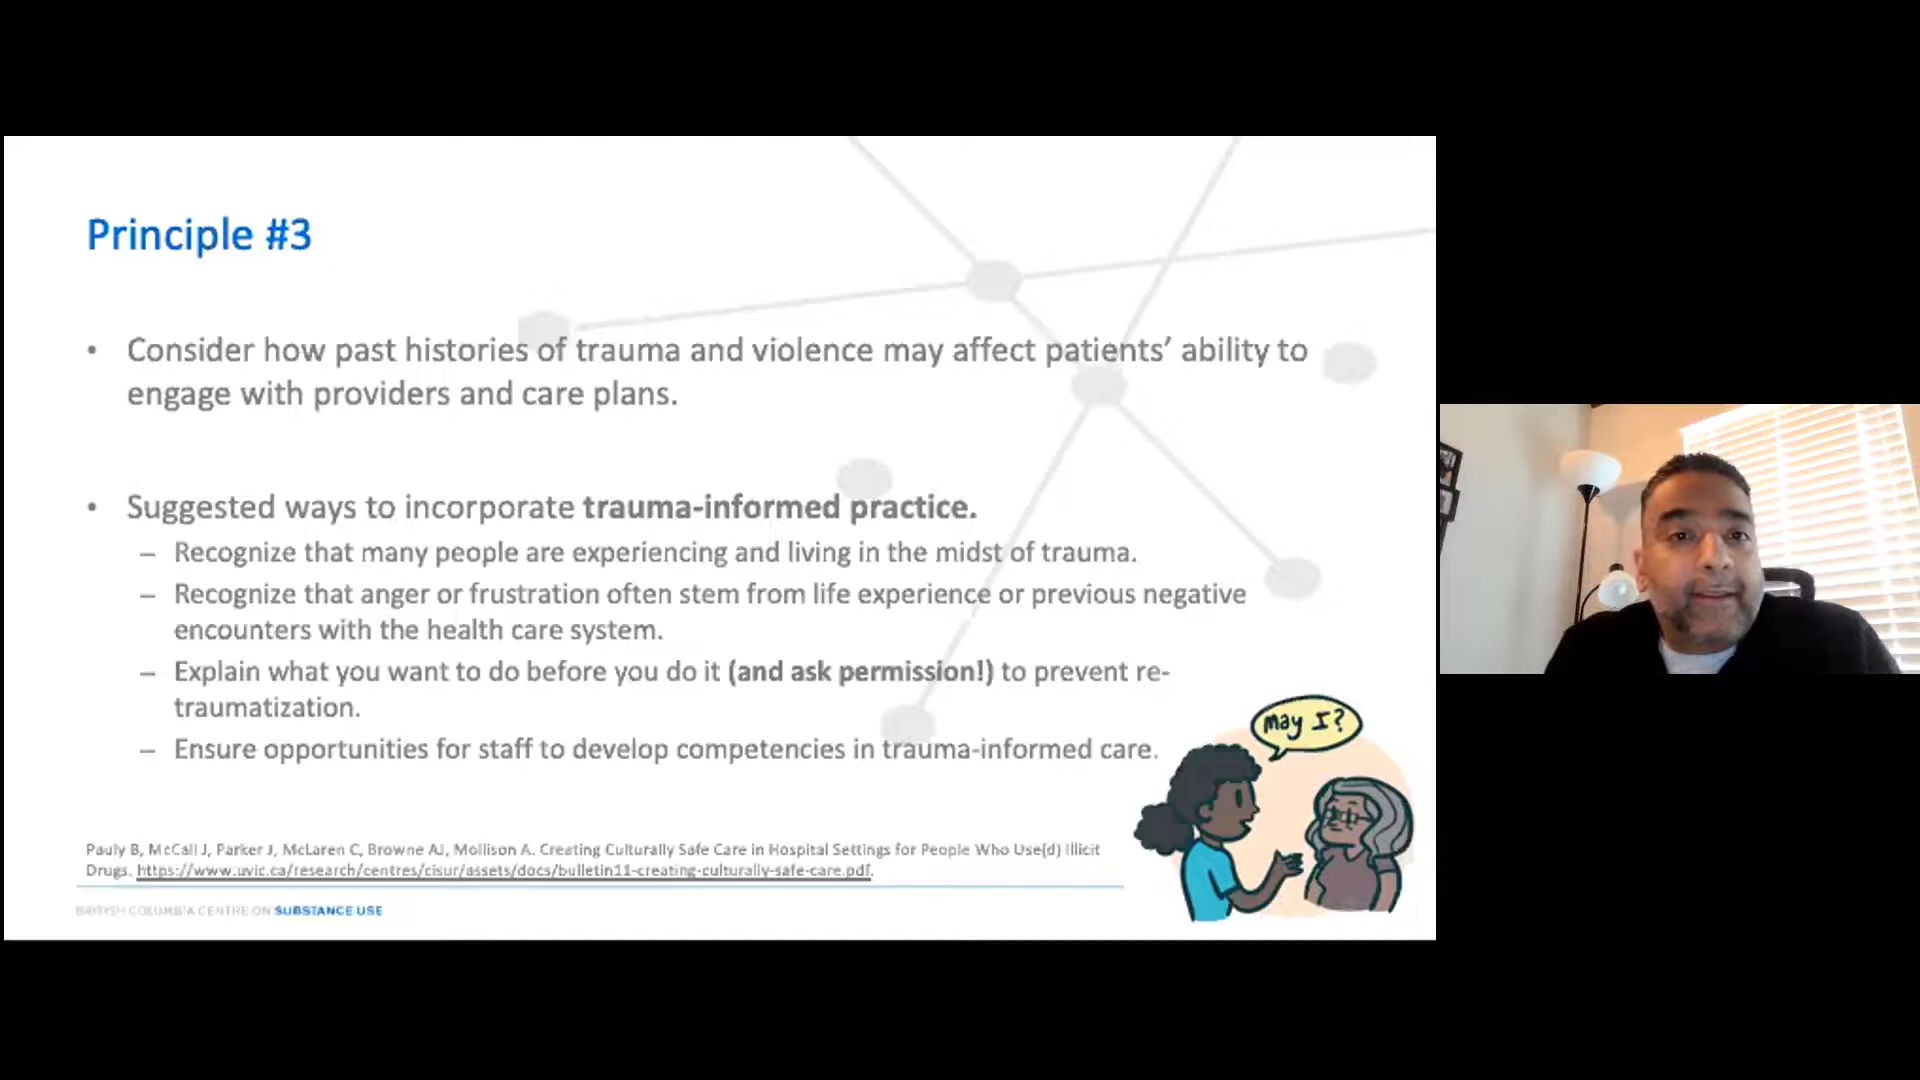 Principle #3
• Consider how past histories of trauma and violence may affect patients’ ability to
engage with providers and care plans.
• Suggested ways to incorporate trauma-informed practice.
– Recognize that many people are experiencing and living in the midst of trauma.
– Recognize that anger or frustration often stem from life experience or previous negative
encounters with the health care system.
– Explain what you want to do before you do it (and ask permission!) to prevent re-
traumatization.
– Ensure opportunities for staff to develop competencies in trauma-informed care.
may I?
Pauly B, McCall J, Parker J, McLaren C, Browne AJ, Mollison A. Creating Culturally Safe Care in Hospital Settings for People Who Use(d) Illicit
Drugs. https://www.uvic.ca/research/centres/cisur/assets/docs/bulletin11-creating-culturally-safe-care.pdf.
BRITISH COLUMBIA CENTRE ON SUBSTANCE USE